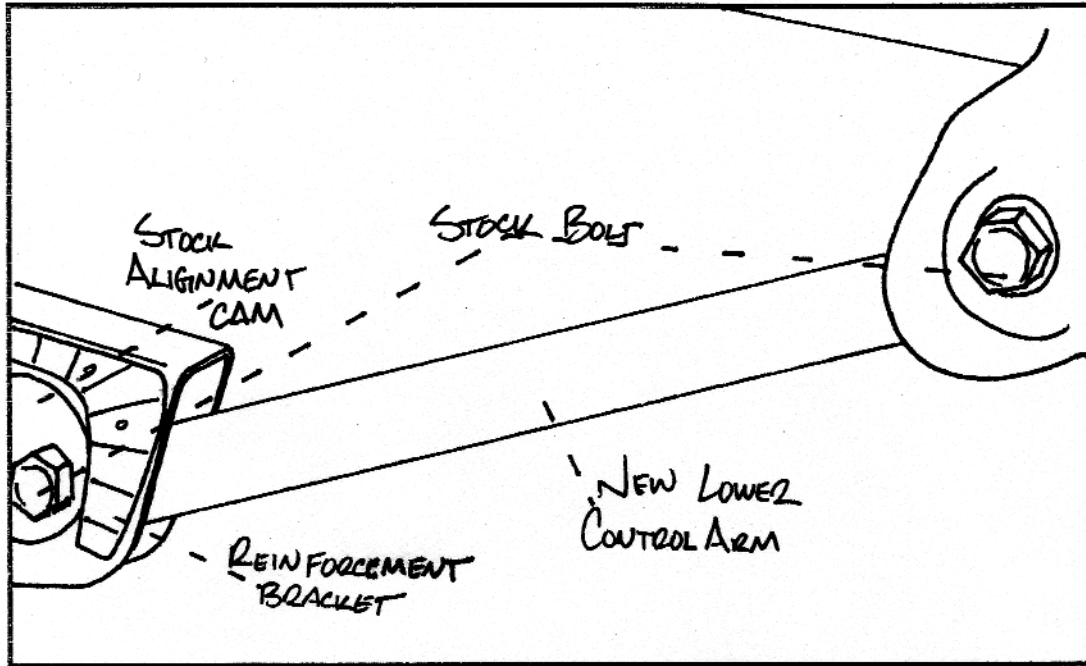 STOCK
ALIGNMENT
CAM
STOCK BOLT
NEW LOWER
CONTROL ARM
REINFORCEMENT
BRACKET